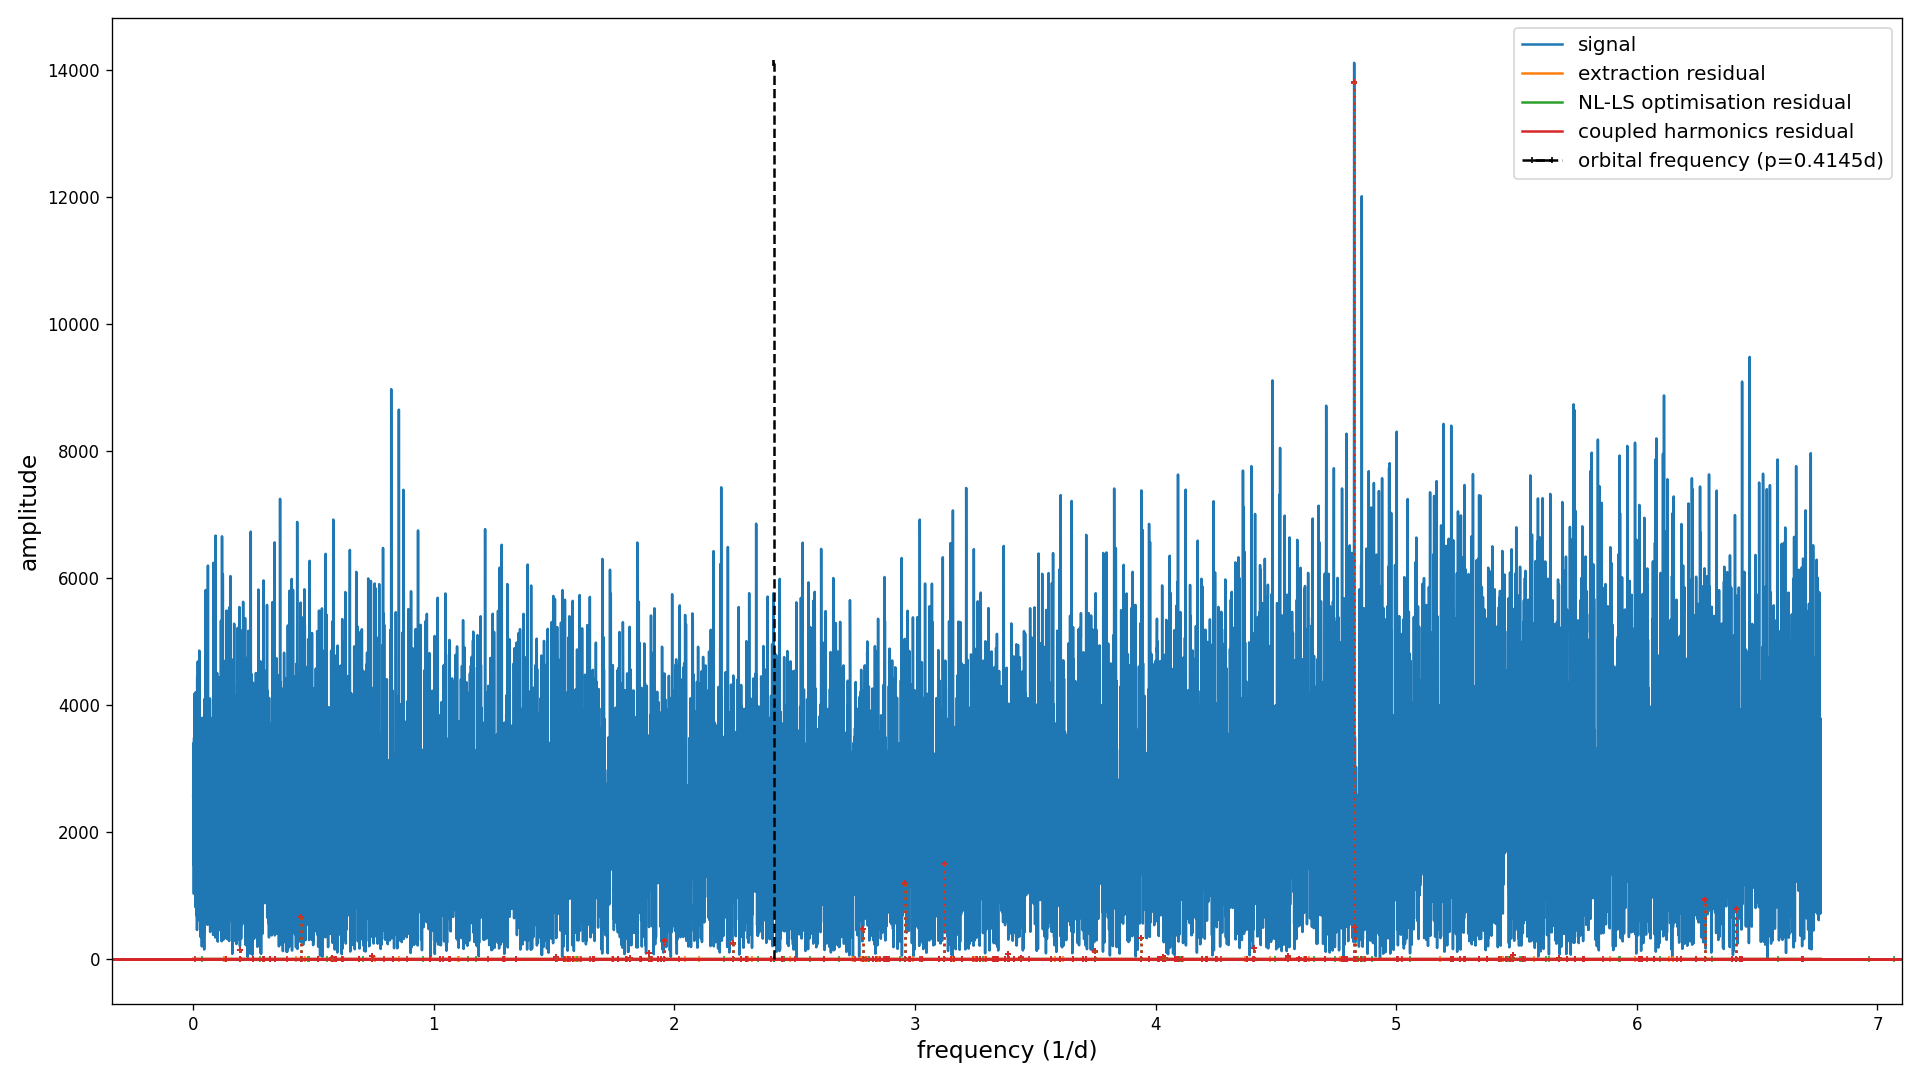 signal
extraction residual
NL-LS optimisation residual
coupled harmonics residual
orbital frequency (p=0.4145d)
amplitude
14000
12000
10000
8000
6000
4000
2000
0
0 1 2 3 4 5 6 7
frequency (1/d)